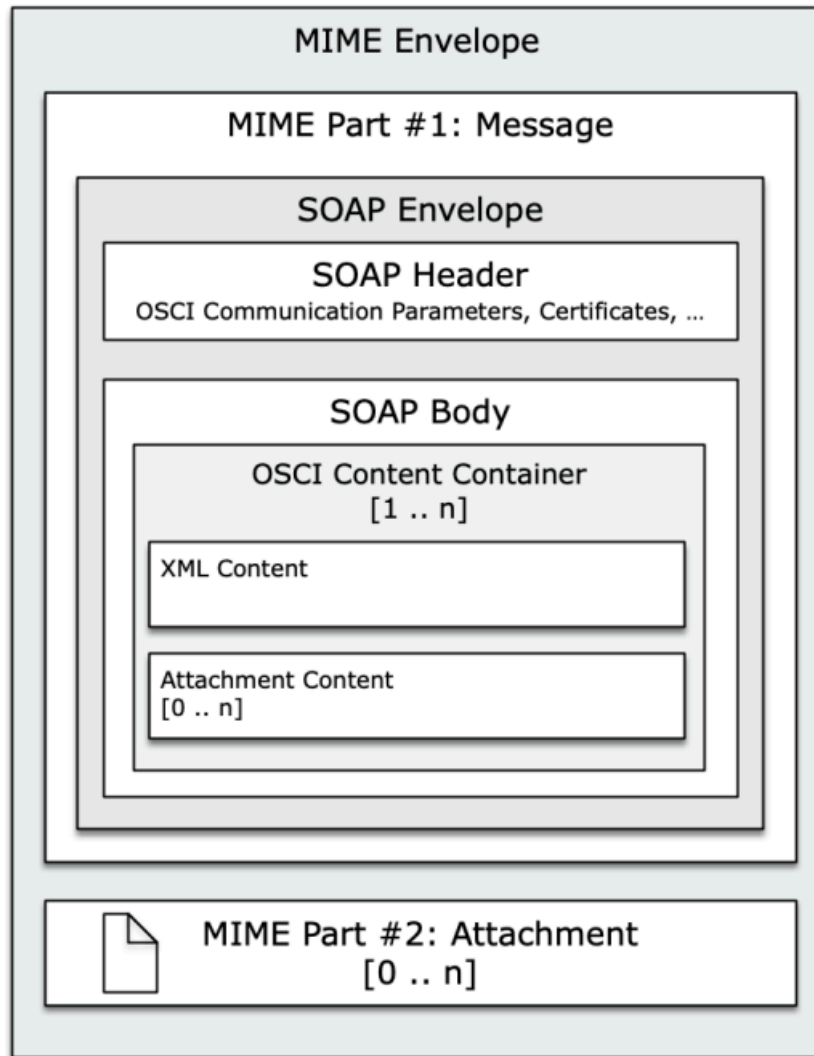 MIME Envelope
MIME Part #1: Message
SOAP Envelope
SOAP Header
OSCI Communication Parameters, Certificates, ...
SOAP Body
OSCI Content Container
[1 .. n]
XML Content
Attachment Content
[0 .. n]
MIME Part #2: Attachment
[0 .. n]